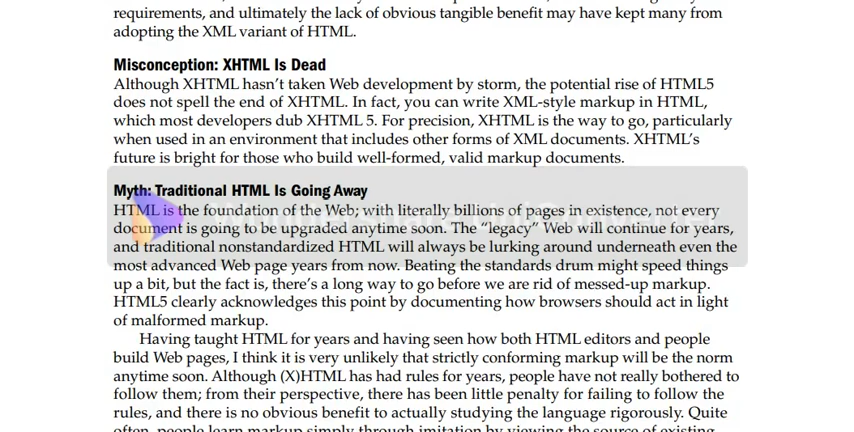 requirements, and ultimately the lack of obvious tangible benefit may have kept many from
adopting the XML variant of HTML.
Misconception: XHTML Is Dead
Although XHTML hasn't taken Web development by storm, the potential rise of HTML5
does not spell the end of XHTML. In fact, you can write XML-style markup in HTML,
which most developers dub XHTML 5. For precision, XHTML is the way to go, particularly
when used in an environment that includes other forms of XML documents. XHTML's
future is bright for those who build well-formed, valid markup documents.
Myth: Traditional HTML Is Going Away
HTML is the foundation of the Web; with literally billions of pages in existence, not every
document is going to be upgraded anytime soon. The “legacy” Web will continue for years,
and traditional nonstandardized HTML will always be lurking around underneath even the
most advanced Web page years from now. Beating the standards drum might speed things
up a bit, but the fact is, there's a long way to go before we are rid of messed-up markup.
HTML5 clearly acknowledges this point by documenting how browsers should act in light
of malformed markup.
Having taught HTML for years and having seen how both HTML editors and people
build Web pages, I think it is very unlikely that strictly conforming markup will be the norm
anytime soon. Although (X)HTML has had rules for years, people have not really bothered to
follow them; from their perspective, there has been little penalty for failing to follow the
rules, and there is no obvious benefit to actually studying the language rigorously. Quite
often, people learn markup simply through imitation by viewing the source of existing